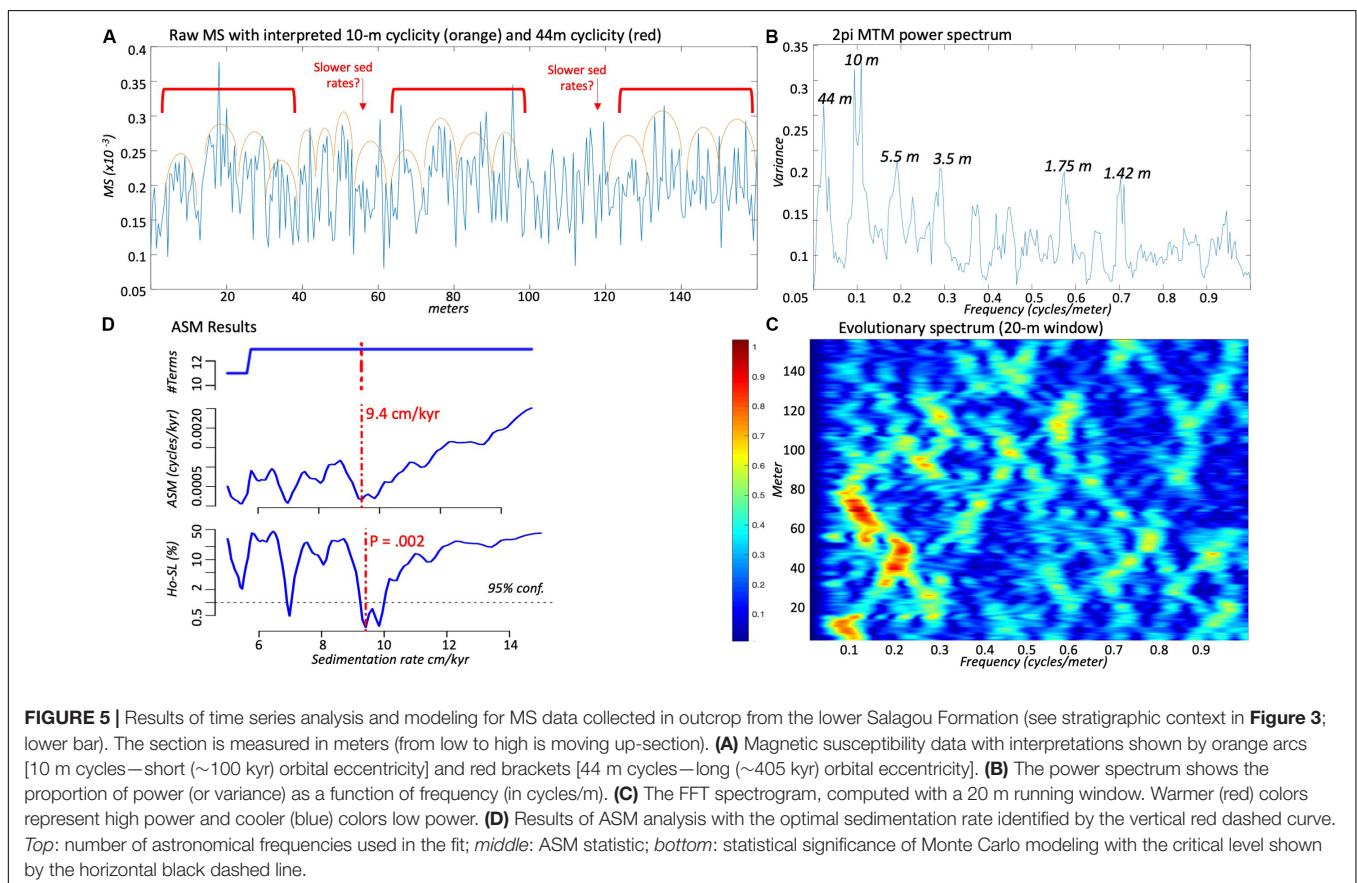 A
Raw MS with interpreted 10-m cyclicity (orange) and 44m cyclicity (red)
0.4
0.35
0.3
0.25
0.2
0.15
0.1
0.05
MS (x10⁻³)
Slower sed
rates?
Slower sed
rates?
20 40 60 80 100 120 140
meters
B
2pi MTM power spectrum
0.35
0.3
0.25
0.2
0.15
0.1
0.05
Variance
44 m
10 m
5.5 m
3.5 m
1.75 m
1.42 m
0.1 0.2 0.3 0.4 0.5 0.6 0.7 0.8 0.9
Frequency (cycles/meter)
D
ASM Results
10 12
#Terms
9.4 cm/kyr
0.0005 0.0020
ASM (cycles/kyr)
0.0005
P = .002
50
10
2
0.5
Ho-SL (%)
95% conf.
6 8 10 12 14
Sedimentation rate cm/kyr
C
Evolutionary spectrum (20-m window)
1
0.9
0.8
0.7
0.6
0.5
0.4
0.3
0.2
0.1
140
120
100
80
60
40
20
Meter
0.1 0.2 0.3 0.4 0.5 0.6 0.7 0.8 0.9
Frequency (cycles/meter)
FIGURE 5 | Results of time series analysis and modeling for MS data collected in outcrop from the lower Salagou Formation (see stratigraphic context in Figure 3;
lower bar). The section is measured in meters (from low to high is moving up-section). (A) Magnetic susceptibility data with interpretations shown by orange arcs
[10 m cycles—short (~100 kyr) orbital eccentricity] and red brackets [44 m cycles—long (~405 kyr) orbital eccentricity]. (B) The power spectrum shows the
proportion of power (or variance) as a function of frequency (in cycles/m). (C) The FFT spectrogram, computed with a 20 m running window. Warmer (red) colors
represent high power and cooler (blue) colors low power. (D) Results of ASM analysis with the optimal sedimentation rate identified by the vertical red dashed curve.
Top: number of astronomical frequencies used in the fit; middle: ASM statistic; bottom: statistical significance of Monte Carlo modeling with the critical level shown
by the horizontal black dashed line.